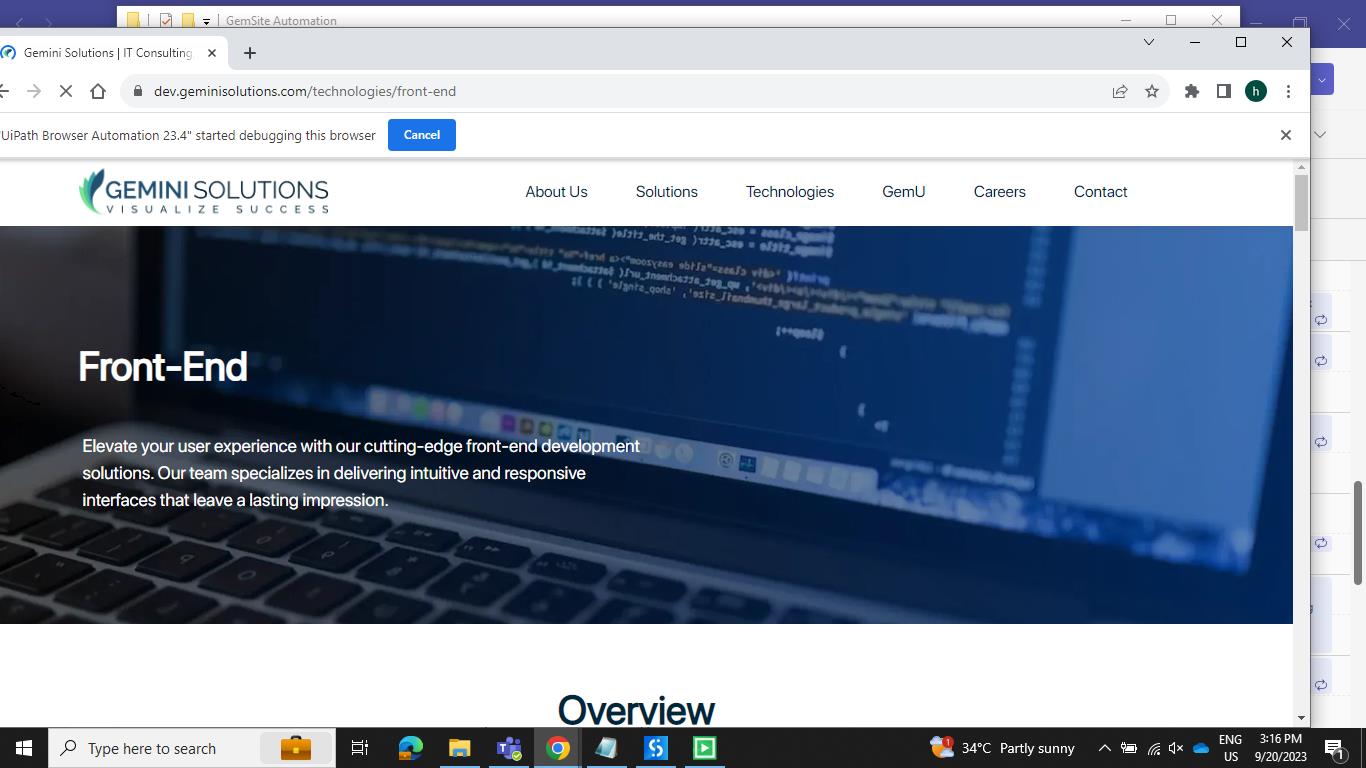 GemSite Automation
Gemini Solutions | IT Consulting
dev.geminisolutions.com/technologies/front-end
h
UiPath Browser Automation 23.4" started debugging this browser
Cancel
GEMINI SOLUTIONS
VISUALIZE SUCCESS
About Us
Solutions
Technologies
GemU
Careers
Contact
Front-End
Elevate your user experience with our cutting-edge front-end development
solutions. Our team specializes in delivering intuitive and responsive
interfaces that leave a lasting impression.
Overview
Type here to search
1
34°C Partly sunny
ENG
US
3:16 PM
9/20/2023
1